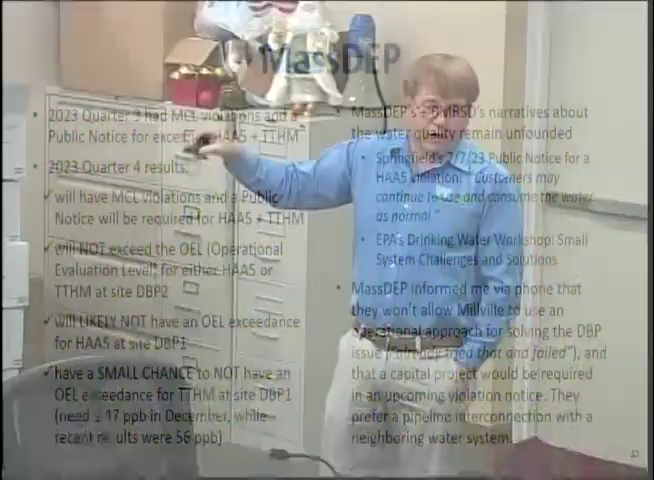 MassDEP
• 2023 Quarter 3 had MCL violations and a
Public Notice for exceeding HAA5 + TTHM
• 2023 Quarter 4 results:
✓ will have MCL violations and a Public
Notice will be required for HAA5 + TTHM
✓ will NOT exceed the OEL (Operational
Evaluation Level) for either HAA5 or
TTHM at site DBP2
✓ will LIKELY NOT have an OEL exceedance
for HAA5 at site DBP1
✓ have a SMALL CHANCE to NOT have an
OEL exceedance for TTHM at site DBP1
(need ≤ 17 ppb in December, while
recent results were 56 ppb)
• MassDEP's + narratives about
the water quality remain unfounded
• Springfield's 7/7/23 Public Notice for a
HAA5 violation: "Customers may
continue to use and consume the water
as normal"
• EPA's Drinking Water Workshop: Small
System Challenges and Solutions
• MassDEP informed me via phone that
they won't allow Millville to use an
operational approach for solving the DBP
issue ("already tried that and failed"), and
that a capital project would be required
in an upcoming violation notice. They
prefer a pipeline interconnection with a
neighboring water system.